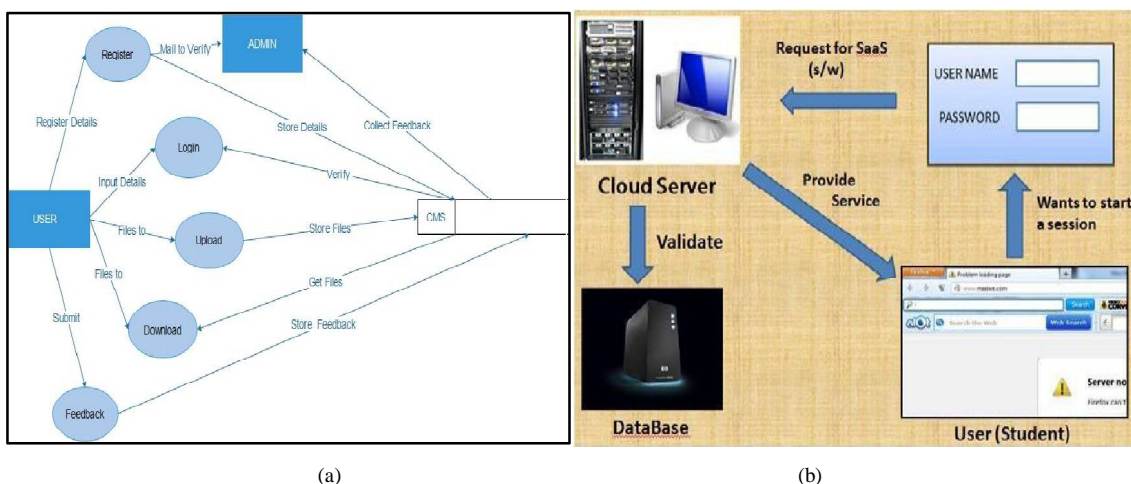 Register
Mail to Verify
ADMIN
Register Details
Store Details
Collect Feedback
Login
Input Details
Verify
USER
CMS
Files to
Upload
Store Files
Files to
Get Files
Submit
Download
Store Feedback
Feedback
(a)
Request for SaaS
(s/w)
USER NAME
PASSWORD
Cloud Server
Provide
Service
Wants to start
a session
Validate
Problem loading page
Search
Search the Web
Web Search
Server no
Firefox can't
DataBase
User (Student)
(b)